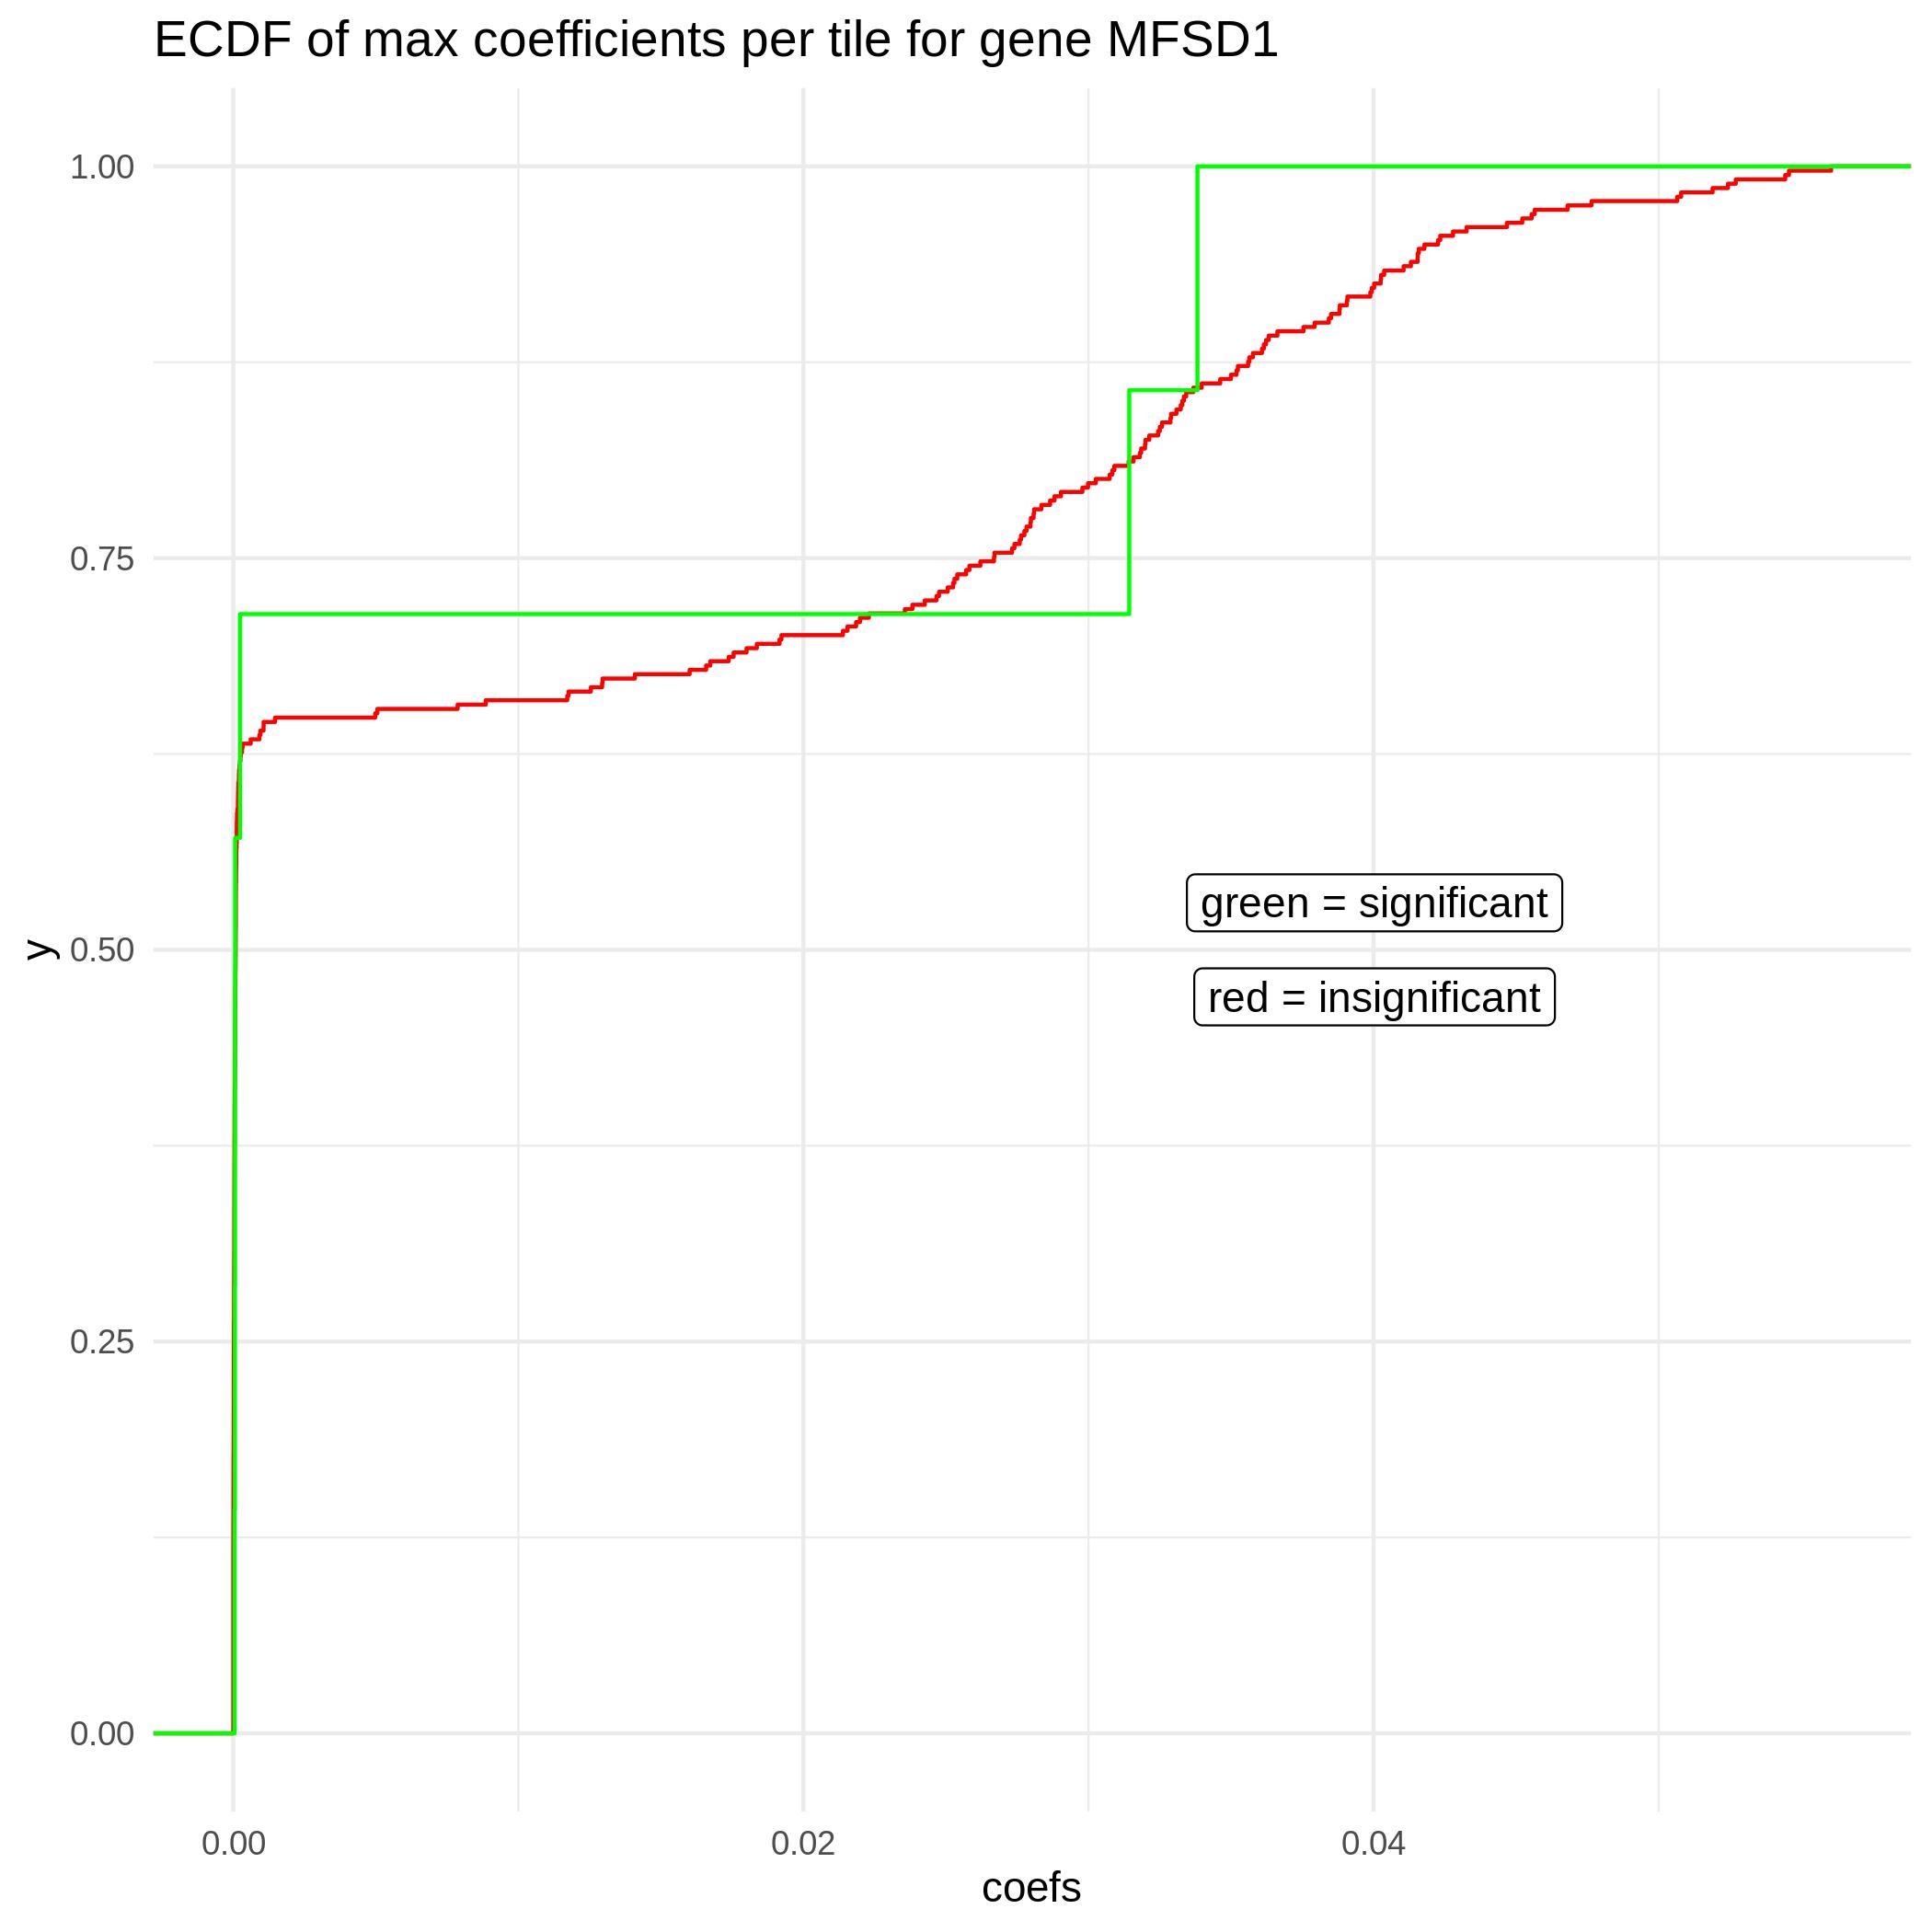 ECDF of max coefficients per tile for gene MFSD1
1.00
0.75
0.50
0.25
0.00
y
green = significant
red = insignificant
0.00
0.02
0.04
coefs